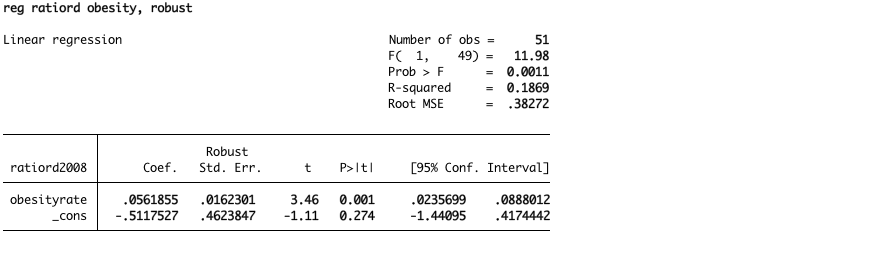 reg ratiord obesity, robust
Linear regression Number of obs = 51
F( 1, 49) = 11.98
Prob > F = 0.0011
R-squared = 0.1869
Root MSE = .38272
Robust
ratiord2008 Coef. Std. Err. t P>|t| [95% Conf. Interval]
obesityrate .0561855 .0162301 3.46 0.001 .0235699 .0888012
_cons -.5117527 .4623847 -1.11 0.274 -1.44095 .4174442